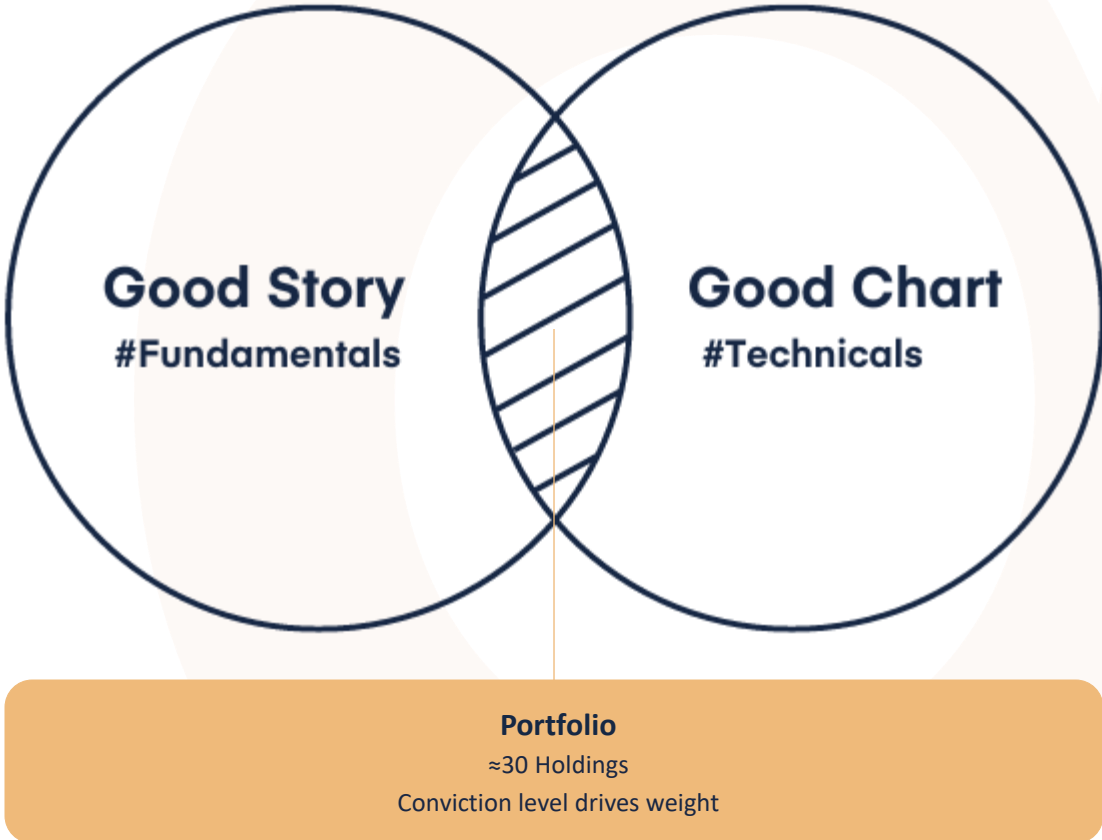 Good Story
#Fundamentals
Good Chart
#Technicals
Portfolio
≈30 Holdings
Conviction level drives weight